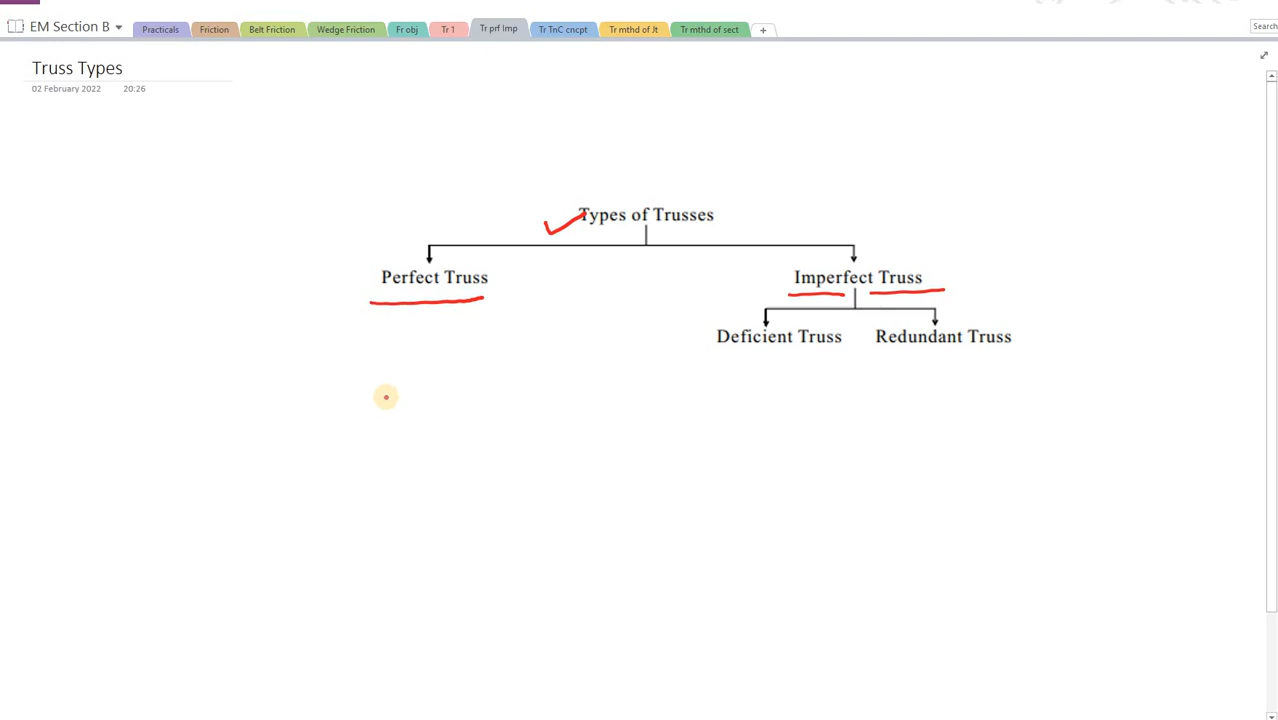 EM Section B
Practicals
Friction
Belt Friction
Wedge Friction
Fr obj
Tr 1
Tr prf Imp
Tr TnC cncpt
Tr mthd of Jt
Tr mthd of sect
+
Search
Truss Types
02 February 2022 20:26
Types of Trusses
Perfect Truss
Imperfect Truss
Deficient Truss
Redundant Truss